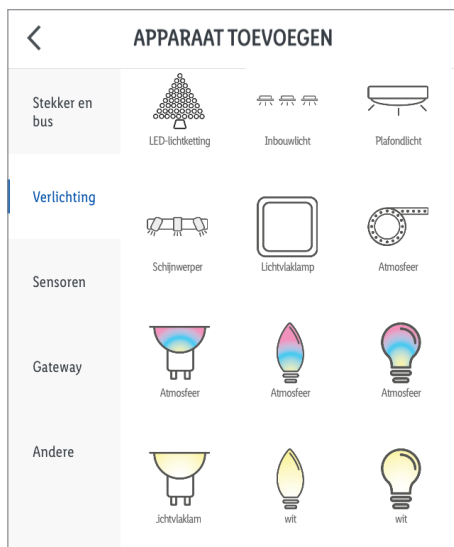 APPARAAT TOEVOEGEN
Stekker en
bus
Verlichting
Sensoren
Gateway
Andere
LED-lichtketting
Inbouwlicht
Plafondlicht
Schijnwerper
Lichtvlaklamp
Atmosfeer
Atmosfeer
Atmosfeer
Atmosfeer
.ichtvlaklam
wit
wit